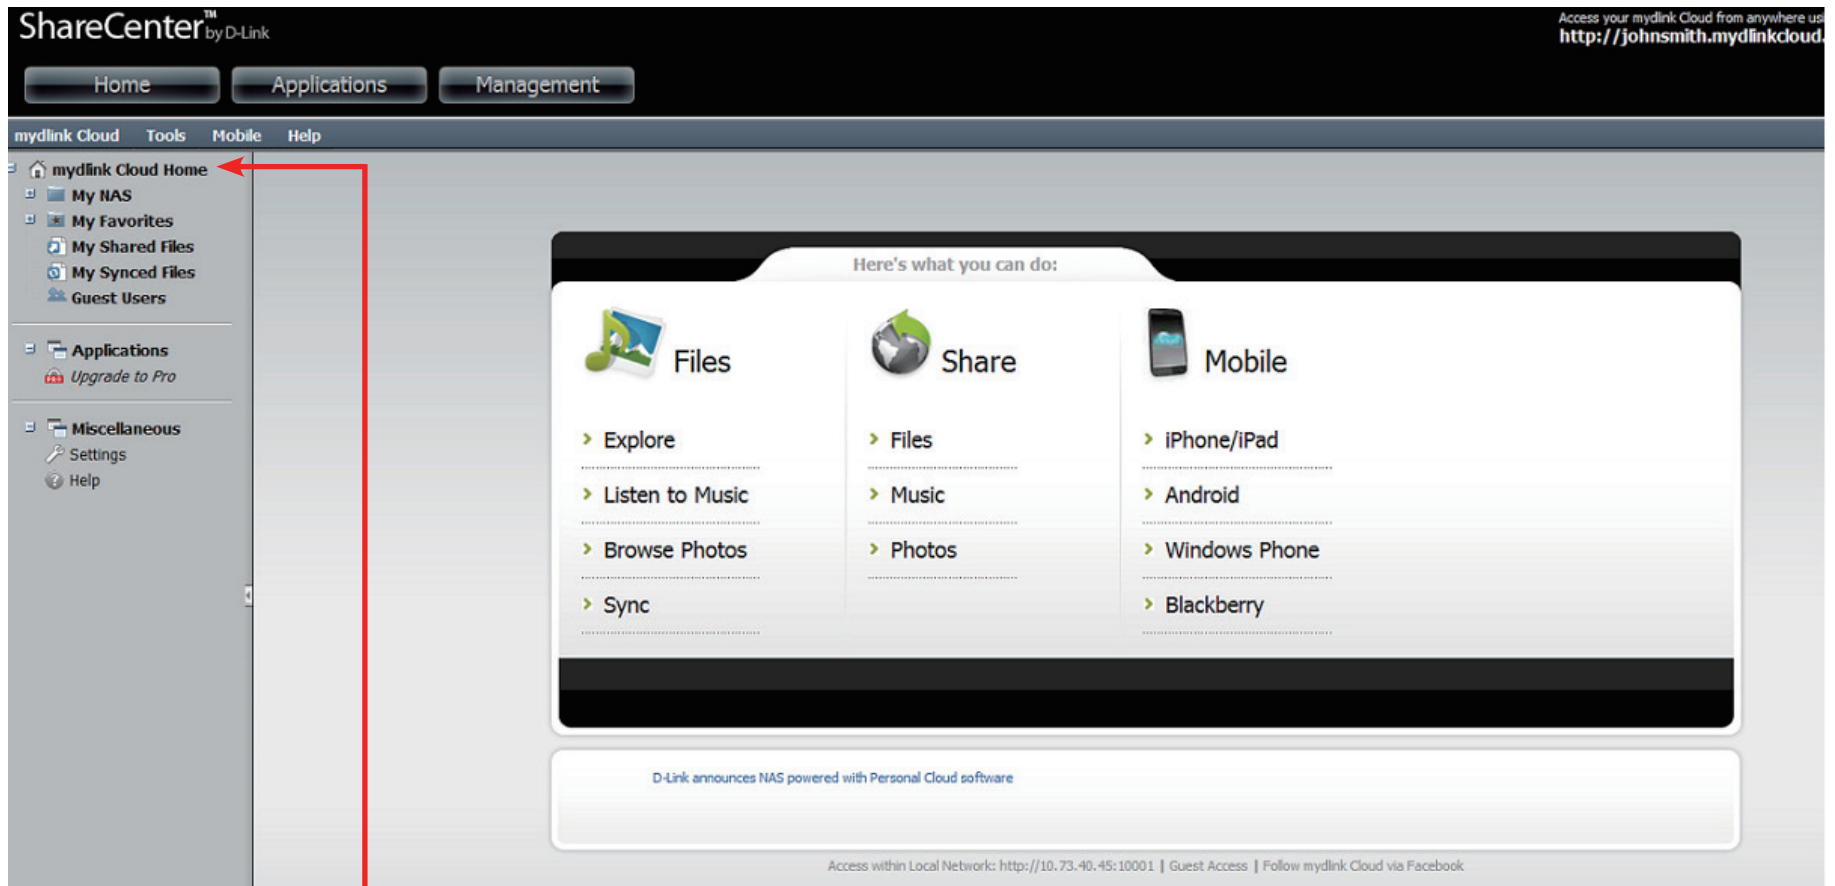 ShareCenter™ by D-Link
Access your mydlink Cloud from anywhere
http://johnsmith.mydlinkcloud.
Home
Applications
Management
mydlink Cloud
Tools
Mobile
Help
mydlink Cloud Home
My NAS
My Favorites
My Shared Files
My Synced Files
Guest Users
Applications
Upgrade to Pro
Miscellaneous
Settings
Help
Here's what you can do:
Files
Explore
Listen to Music
Browse Photos
Sync
Share
Files
Music
Photos
Mobile
iPhone/iPad
Android
Windows Phone
Blackberry
D-Link announces NAS powered with Personal Cloud software
Access within Local Network: http://10.73.40.45:10001 | Guest Access | Follow mydlink Cloud via Facebook